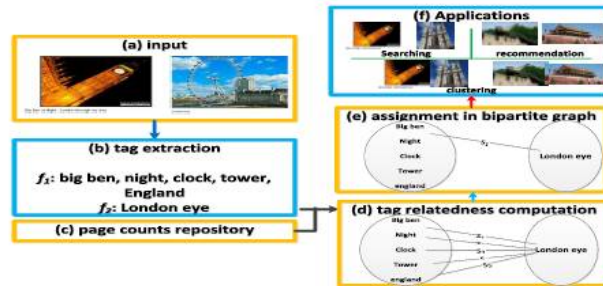 (a) input
(b) tag extraction
f₁: big ben, night, clock, tower,
England
f₂: London eye
(c) page counts repository
(f) Applications
Searching
recommendation
clustering
(e) assignment in bipartite graph
Big ben
Night
Clock
Tower
england
S₁
London eye
(d) tag relatedness computation
Big ben
Night
Clock
Tower
england
London eye